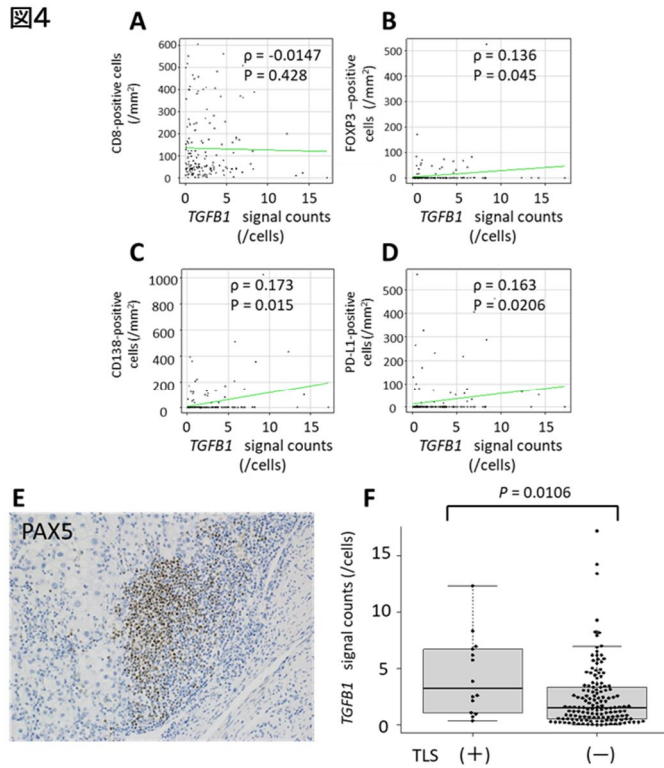 図4
A
CD8-positive cells
(/mm²)
600
500
400
300
200
100
0
ρ = -0.0147
P = 0.428
0
5
10
15
TGFB1 signal counts
(/cells)
B
FOXP3 –positive
cells (/mm²)
500
400
300
200
100
0
ρ = 0.136
P = 0.045
0
5
10
15
TGFB1 signal counts
(/cells)
C
CD138-positive
cells(/mm²)
1000
800
600
400
200
0
ρ = 0.173
P = 0.015
0
5
10
15
TGFB1 signal counts
(/cells)
D
PD-L1-positive
cells(/mm²)
500
400
300
200
100
0
ρ = 0.163
P = 0.0206
0
5
10
15
TGFB1 signal counts
(/cells)
E
PAX5
F
P = 0.0106
TGFB1 signal counts (/cells)
15
10
5
0
TLS (+) (−)